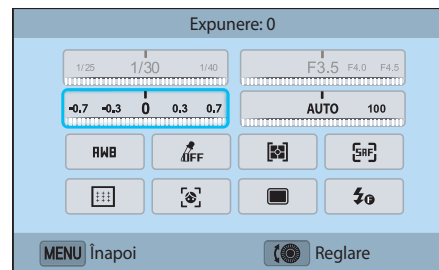 Expunere: 0
1/25 1/30 1/40 F3.5 F4.0 F4.5
-0.7 -0.3 0 0.3 0.7 AUTO 100
AWB OFF SAF
MENU Înapoi Reglare